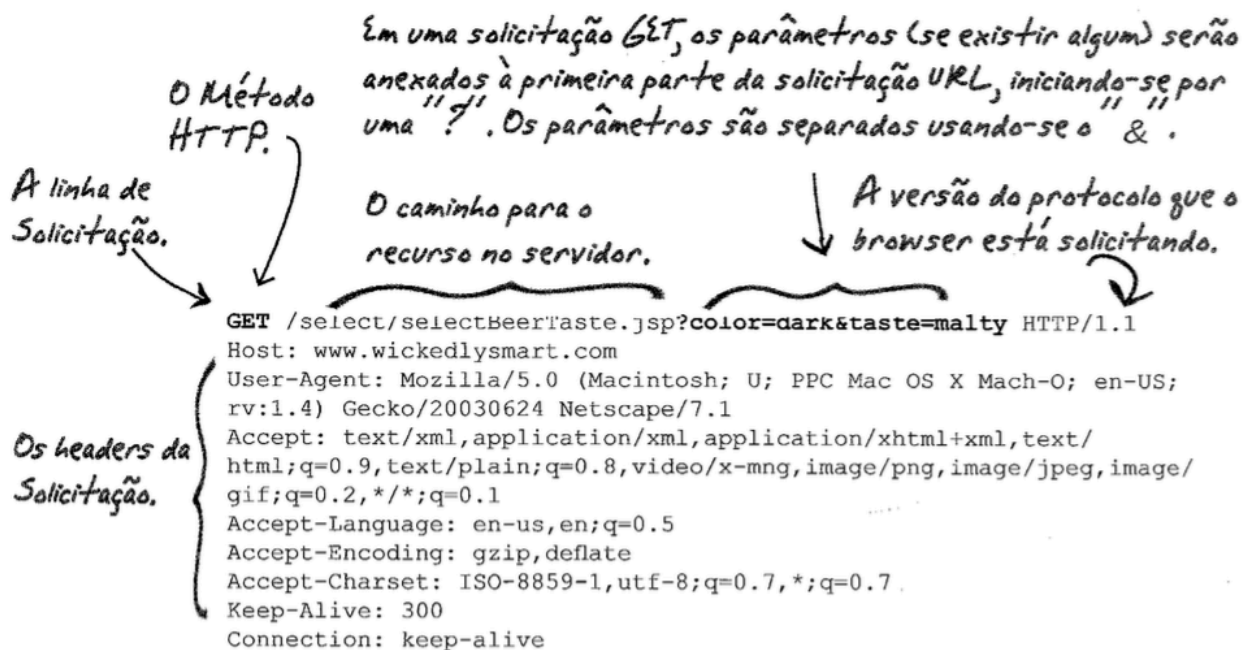 Em uma solicitação GET, os parâmetros (se existir algum) serão
anexados à primeira parte da solicitação URL, iniciando-se por
uma "?". Os parâmetros são separados usando-se o "&".
O Método
HTTP.
A linha de
Solicitação.
O caminho para o
recurso no servidor.
A versão do protocolo que o
browser está solicitando.
GET /select/selectBeerTaste.jsp?color=dark&taste=malty HTTP/1.1
Host: www.wickedlysmart.com
User-Agent: Mozilla/5.0 (Macintosh; U; PPC Mac OS X Mach-O; en-US;
rv:1.4) Gecko/20030624 Netscape/7.1
Accept: text/xml,application/xml,application/xhtml+xml,text/
html;q=0.9,text/plain;q=0.8,video/x-mng,image/png,image/jpeg,image/
gif;q=0.2,*/*;q=0.1
Accept-Language: en-us,en;q=0.5
Accept-Encoding: gzip,deflate
Accept-Charset: ISO-8859-1,utf-8;q=0.7,*;q=0.7
Keep-Alive: 300
Connection: keep-alive
Os headers da
Solicitação.